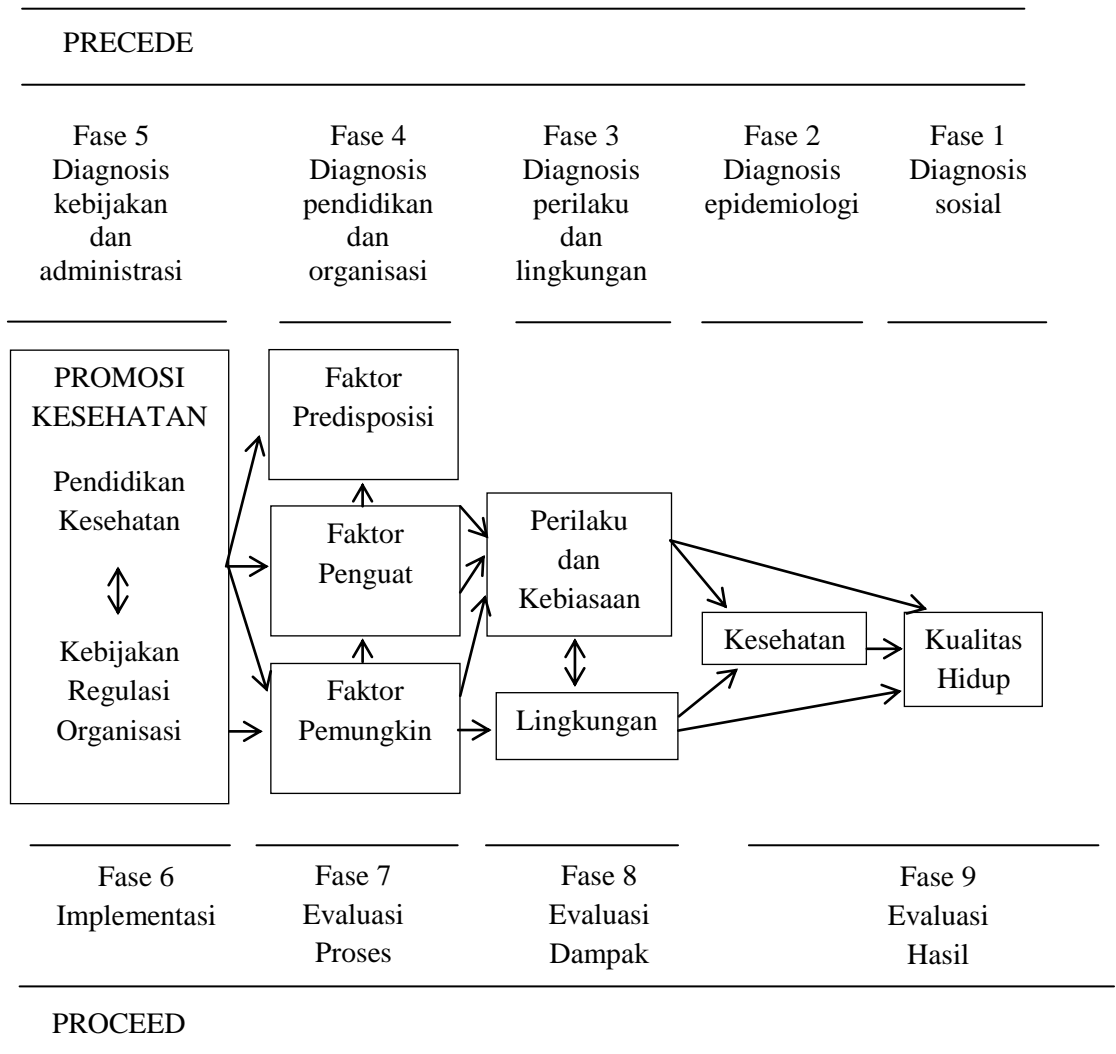 PRECEDE
Fase 5
Diagnosis
kebijakan
dan
administrasi
Fase 4
Diagnosis
pendidikan
dan
organisasi
Fase 3
Diagnosis
perilaku
dan
lingkungan
Fase 2
Diagnosis
epidemiologi
Fase 1
Diagnosis
sosial
PROMOSI
KESEHATAN
Pendidikan
Kesehatan
Kebijakan
Regulasi
Organisasi
Faktor
Predisposisi
Faktor
Penguat
Faktor
Pemungkin
Perilaku
dan
Kebiasaan
Lingkungan
Kesehatan
Kualitas
Hidup
Fase 6
Implementasi
Fase 7
Evaluasi
Proses
Fase 8
Evaluasi
Dampak
Fase 9
Evaluasi
Hasil
PROCEED